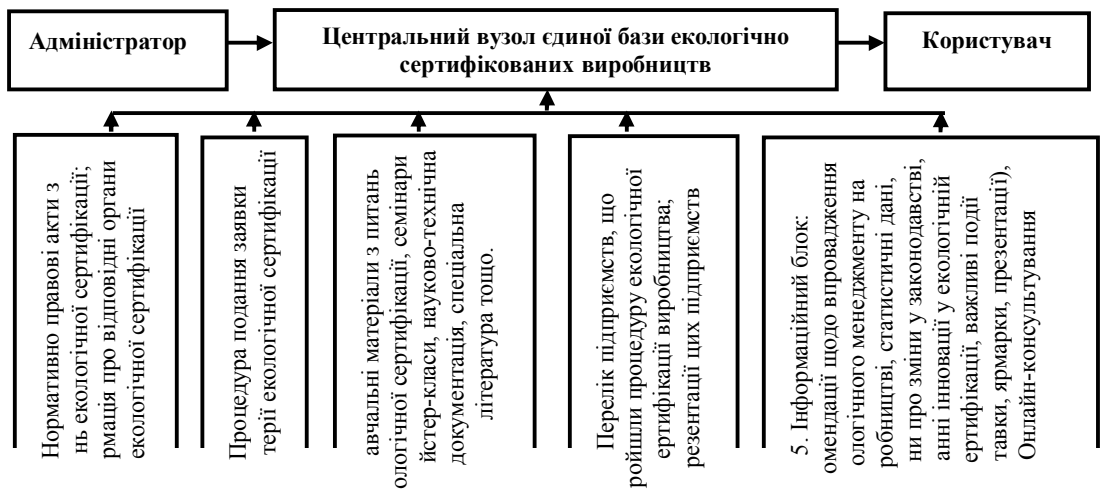 Адміністратор
Центральний вузол єдиної бази екологічно
сертифікованих виробництв
Користувач
Нормативно правові акти з
нь екологічної сертифікації;
рмація про відповідні органи
екологічної сертифікації
Процедура подання заявки
терії екологічної сертифікації
авчальні матеріали з питань
ологічної сертифікації, семінари
йстер-класи, науково-технічна
документація, спеціальна
література тощо.
Перелік підприємств, що
ройшли процедуру екологічної
ертифікації виробництва;
резентації цих підприємств
5. Інформаційний блок:
омендації щодо впровадження
ологічного менеджменту на
робництві, статистичні дані,
ни про зміни у законодавстві,
анні інновації у екологічній
ертифікації, важливі події
тавки, ярмарки, презентації),
Онлайн-консультування